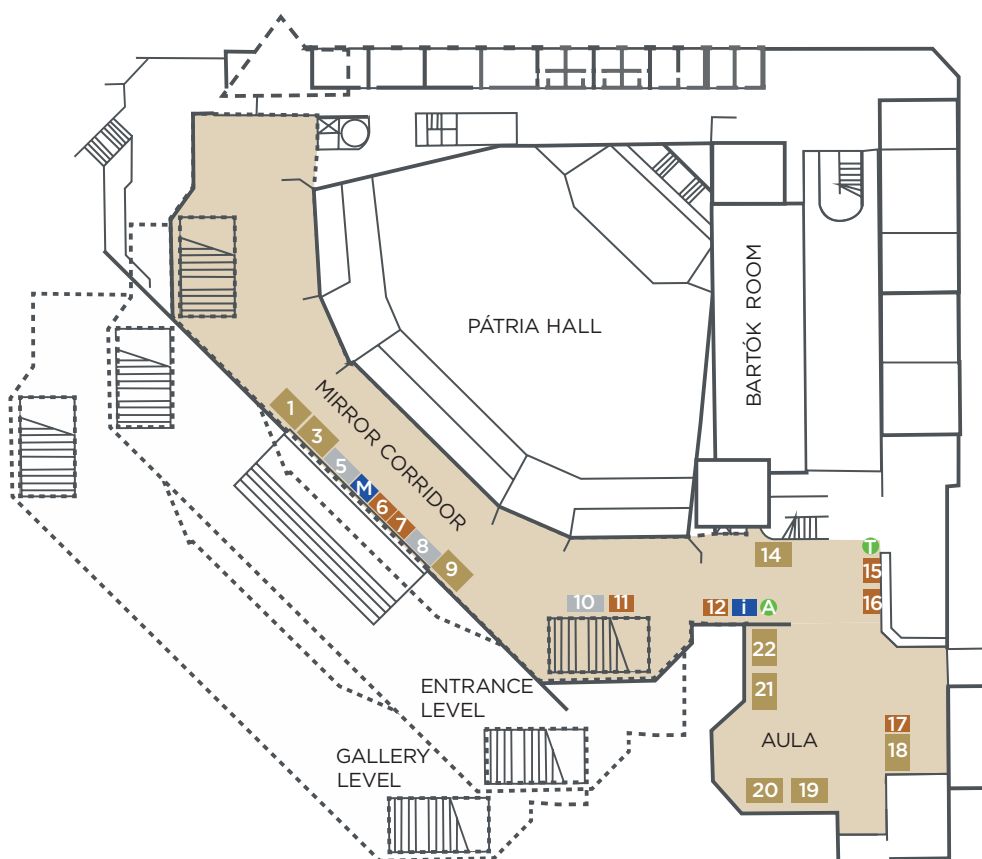 PÁTRIA HALL
BARTÓK ROOM
MIRROR CORRIDOR
1
3
5
M
6
7
8
9
10
11
12
i
A
14
T
15
16
22
21
17
18
AULA
20
19
ENTRANCE
LEVEL
GALLERY
LEVEL